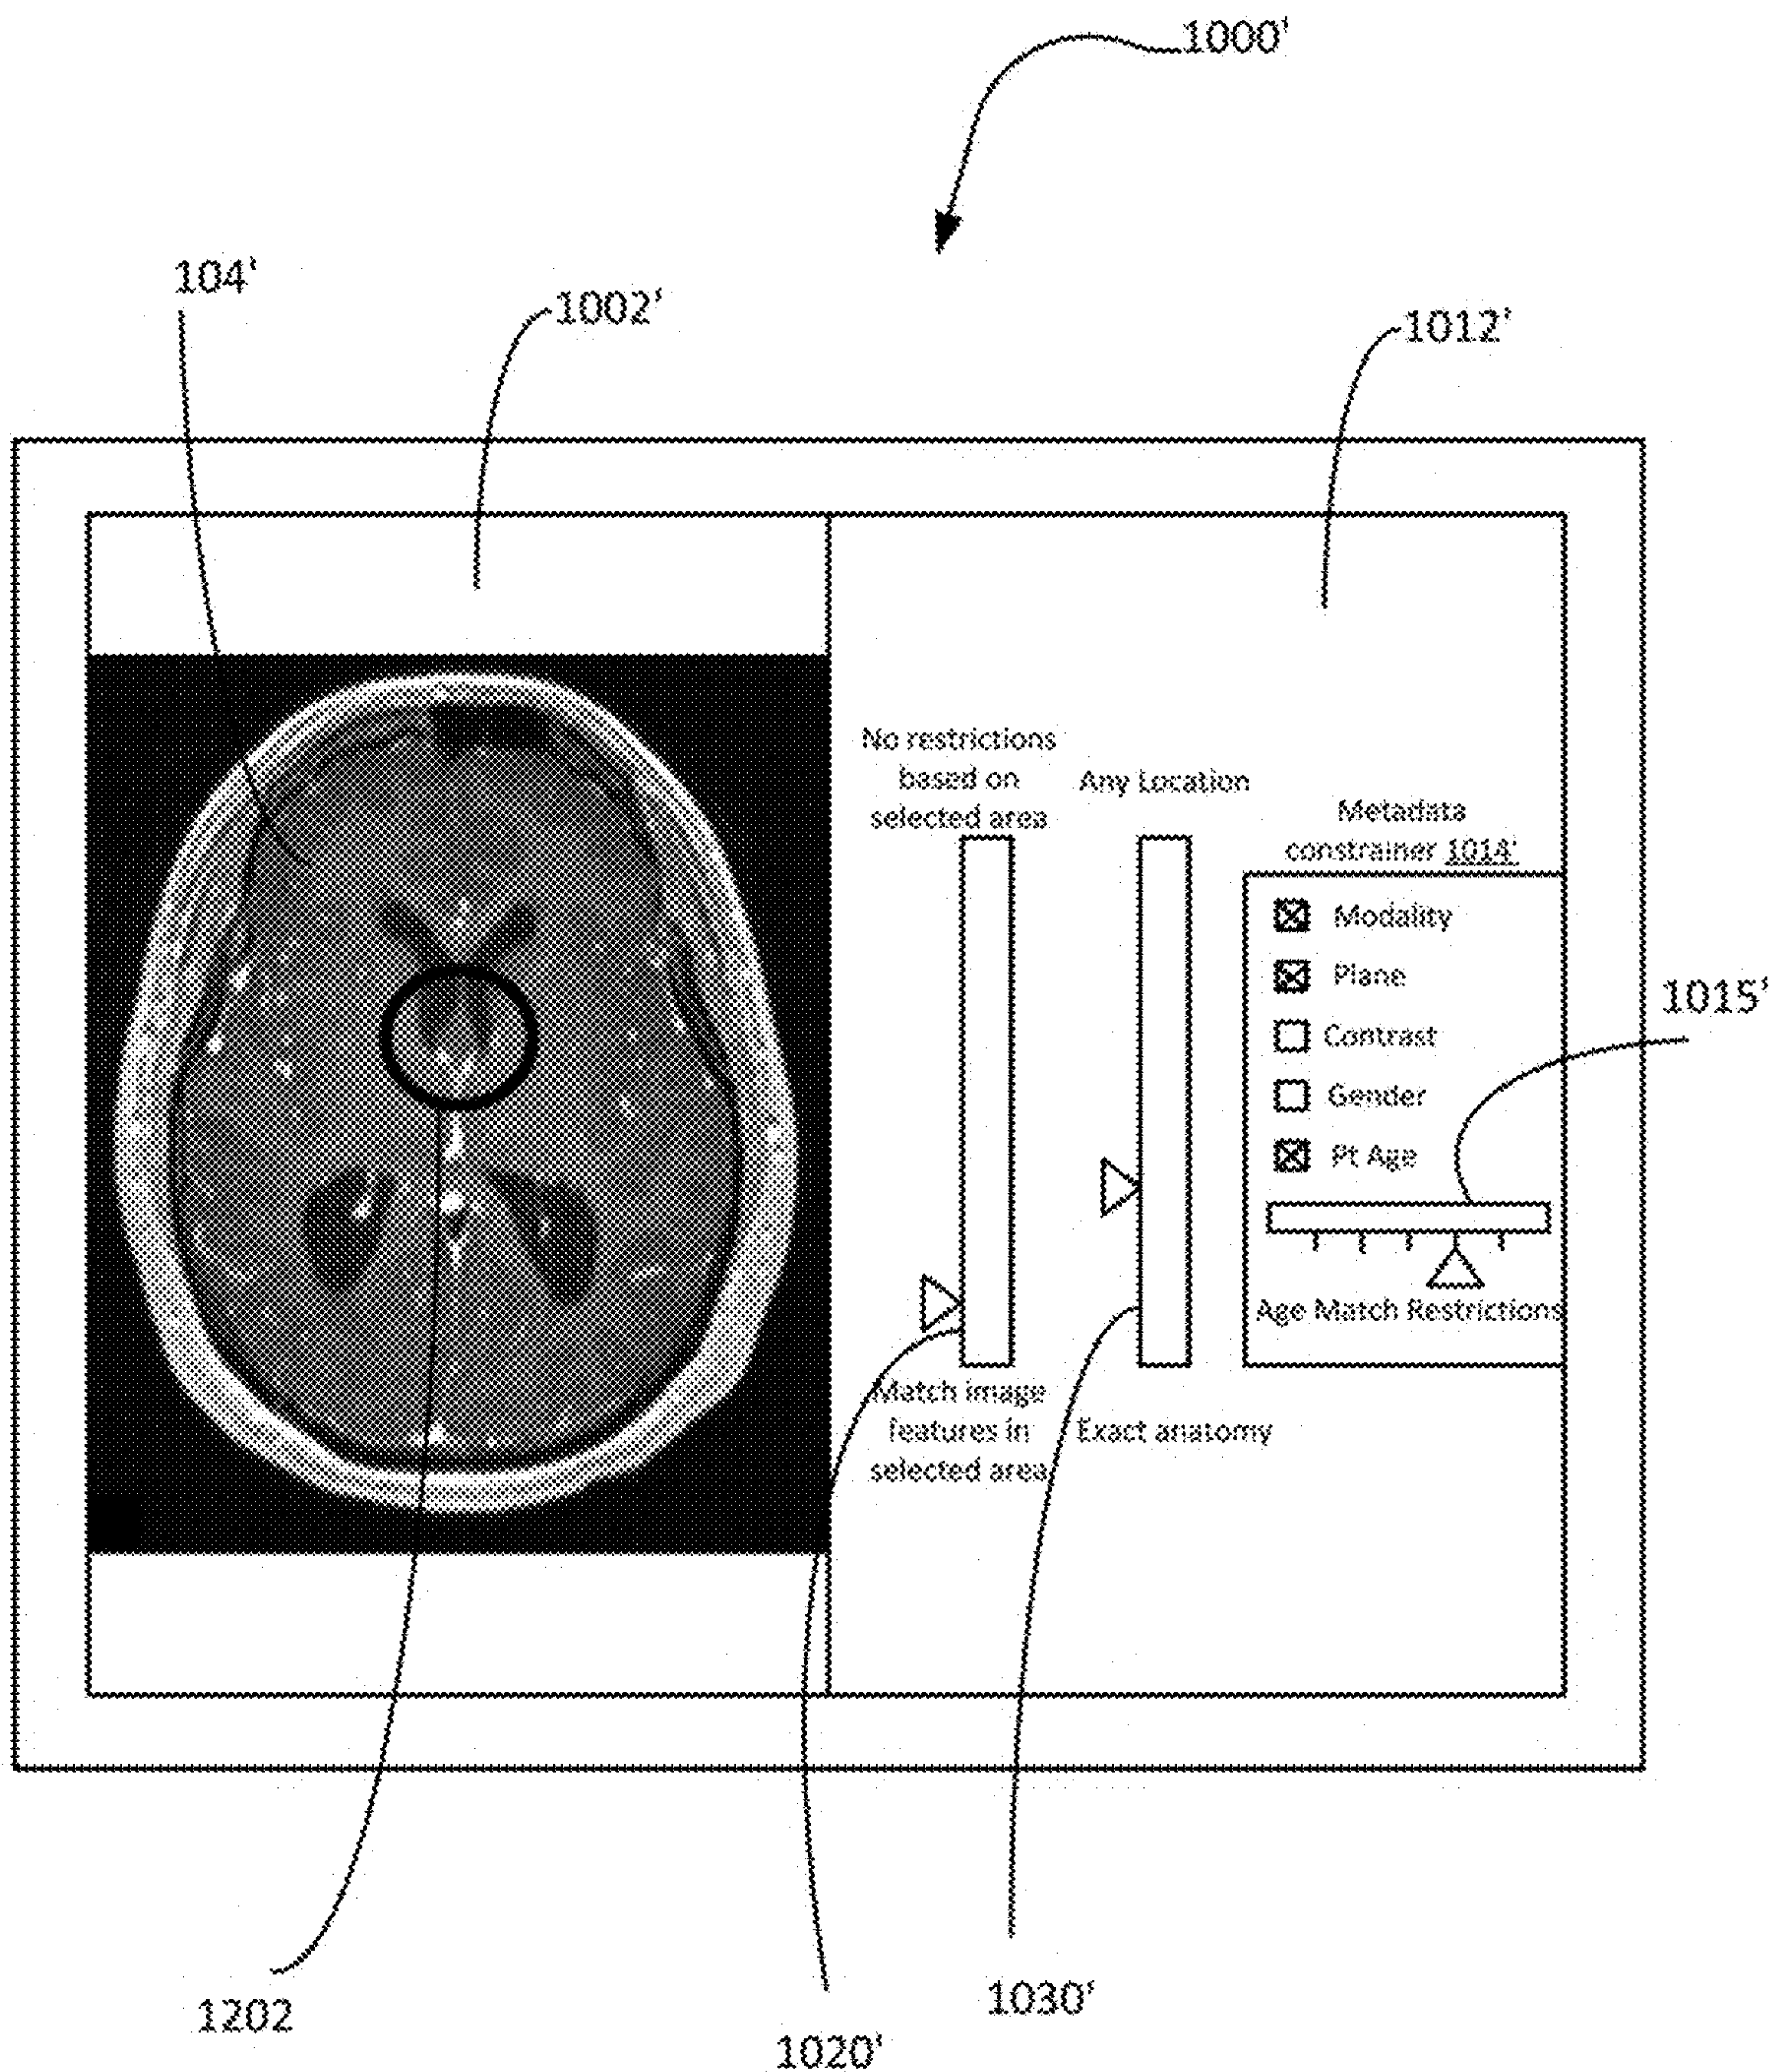 1000'
104'
1002'
1012'
No restrictions
based on
selected area
Any Location
Metadata
constrainer 1014'
Modality
Plane
Contrast
Gender
Pt Age
1015'
Age Match Restrictions
Match image
features in
selected area
Exact anatomy
1202
1020'
1030'